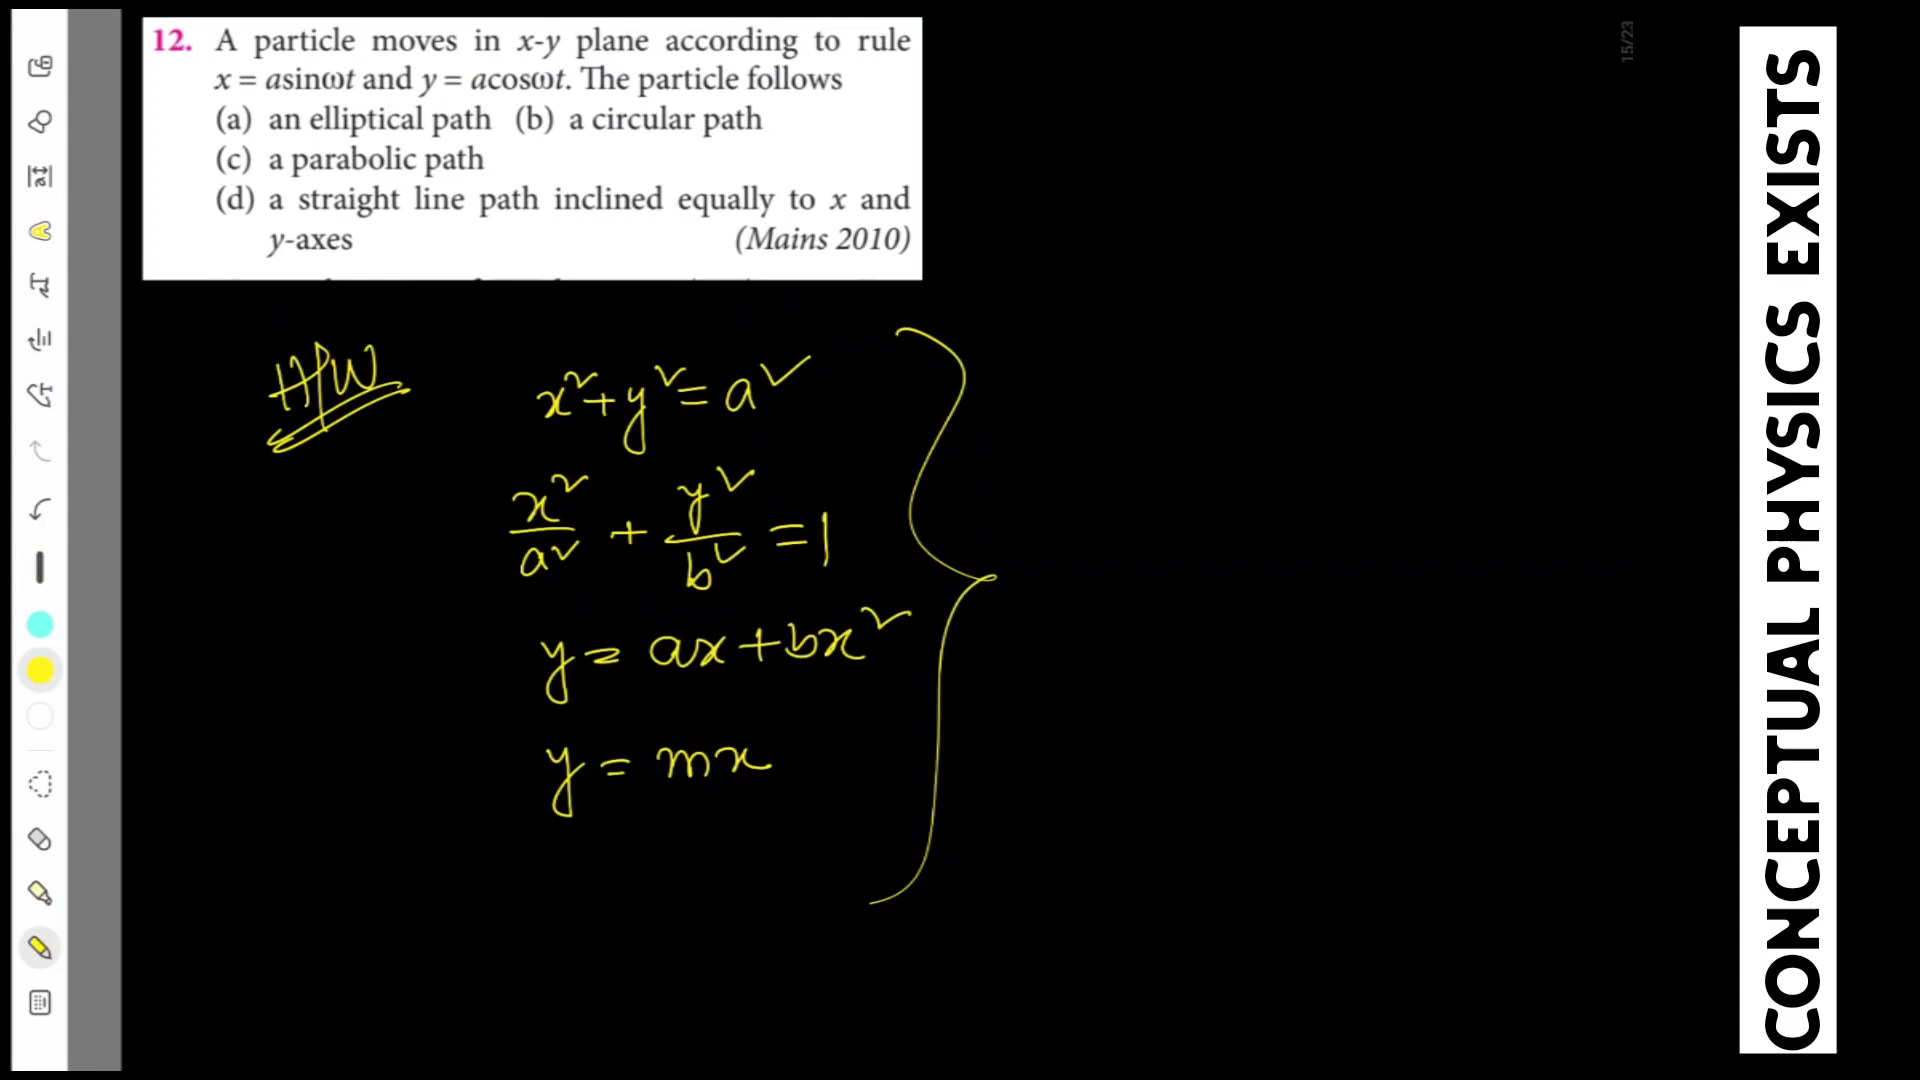 12. A particle moves in x-y plane according to rule
x = asinωt and y = acosωt. The particle follows
(a) an elliptical path (b) a circular path
(c) a parabolic path
(d) a straight line path inclined equally to x and
y-axes (Mains 2010)
15/23
H/W
x² + y² = a²
x²/a² + y²/b² = 1
y = ax + bx²
y = mx
CONCEPTUAL PHYSICS EXISTS